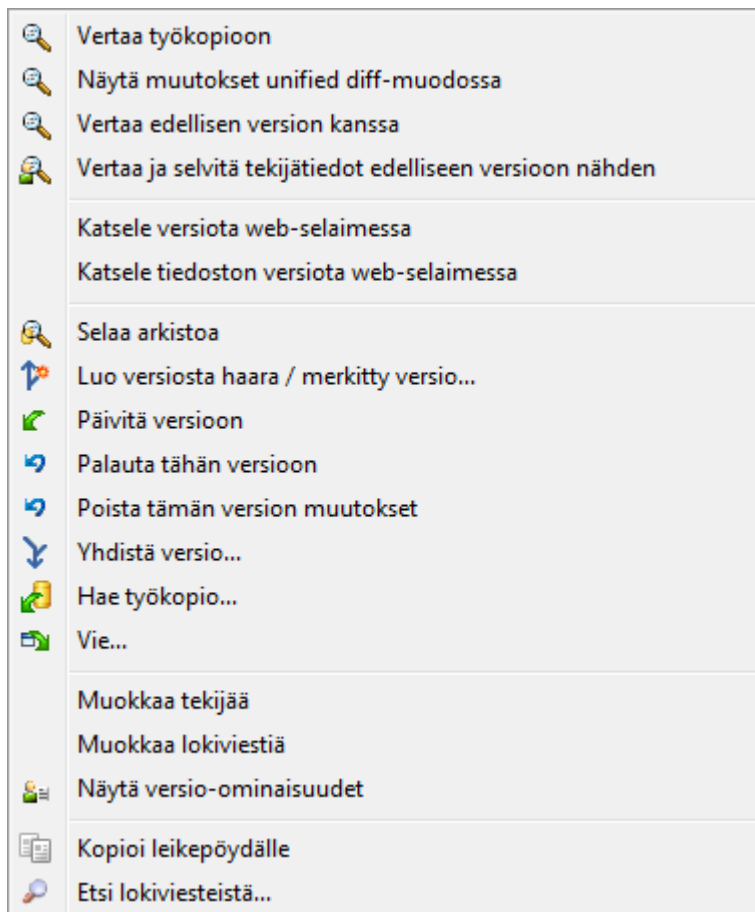 Vertaa työkopioon
Näytä muutokset unified diff-muodossa
Vertaa edellisen version kanssa
Vertaa ja selvitä tekijätiedot edelliseen versioon nähden
Katsele versiota web-selaimessa
Katsele tiedoston versiota web-selaimessa
Selaa arkistoa
Luo versiosta haara / merkitty versio...
Päivitä versioon
Palauta tähän versioon
Poista tämän version muutokset
Yhdistä versio...
Hae työkopio...
Vie...
Muokkaa tekijää
Muokkaa lokiviestiä
Näytä versio-ominaisuudet
Kopioi leikepöydälle
Etsi lokiviesteistä...